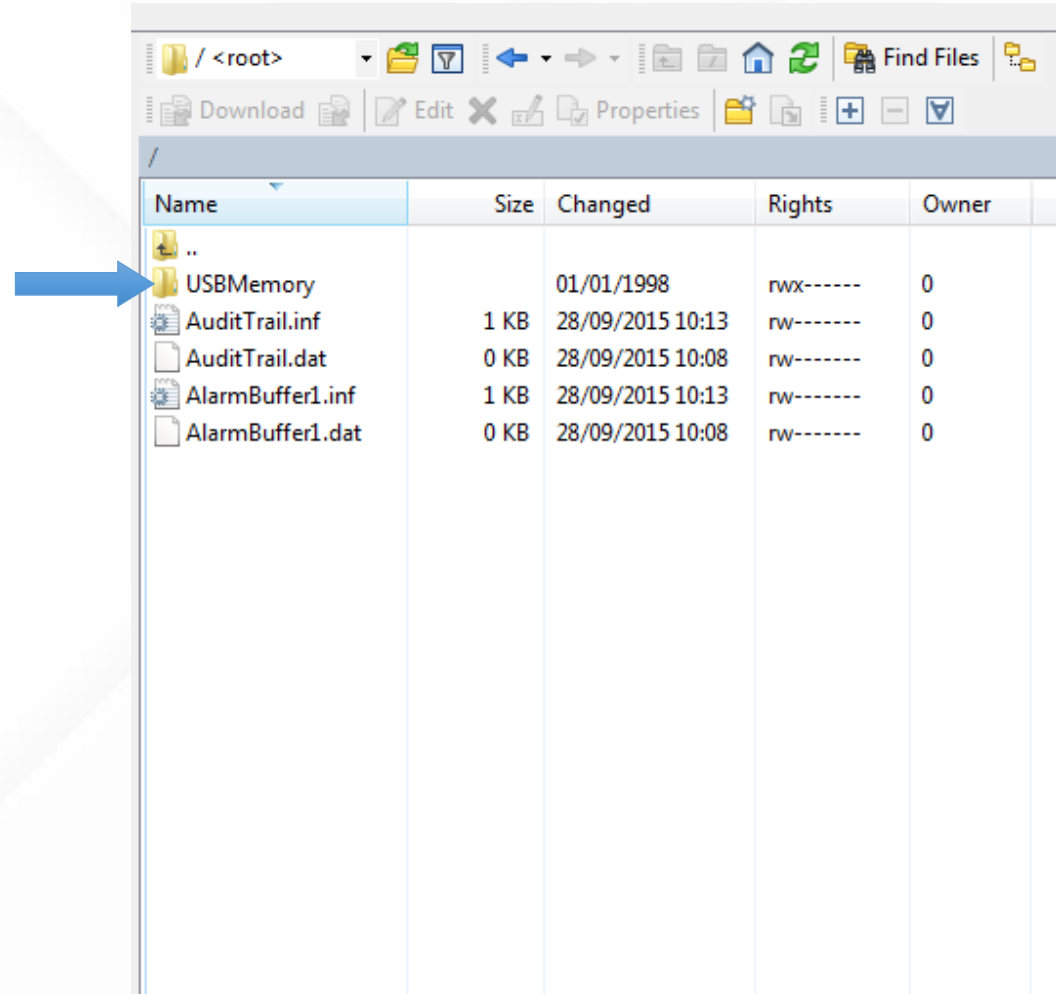 / <root> Find Files
Download Edit Properties
/
Name Size Changed Rights Owner
..
USBMemory 01/01/1998 rwx------ 0
AuditTrail.inf 1 KB 28/09/2015 10:13 rw------- 0
AuditTrail.dat 0 KB 28/09/2015 10:08 rw------- 0
AlarmBuffer1.inf 1 KB 28/09/2015 10:13 rw------- 0
AlarmBuffer1.dat 0 KB 28/09/2015 10:08 rw------- 0